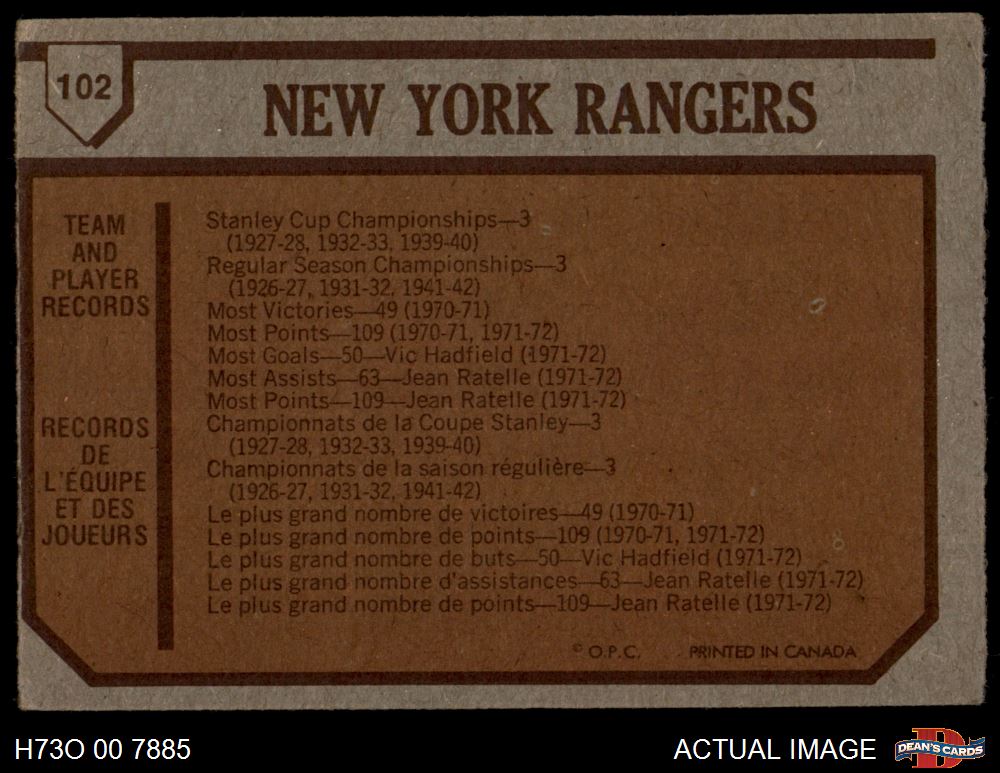 102
NEW YORK RANGERS
TEAM
AND
PLAYER
RECORDS
Stanley Cup Championships—3
(1927-28, 1932-33, 1939-40)
Regular Season Championships—3
(1926-27, 1931-32, 1941-42)
Most Victories—49 (1970-71)
Most Points—109 (1970-71, 1971-72)
Most Goals—50—Vic Hadfield (1971-72)
Most Assists—63—Jean Ratelle (1971-72)
Most Points—109—Jean Ratelle (1971-72)
RECORDS
DE
L'ÉQUIPE
ET DES
JOUEURS
Championnats de la Coupe Stanley—3
(1927-28, 1932-33, 1939-40)
Championnats de la saison régulière—3
(1926-27, 1931-32, 1941-42)
Le plus grand nombre de victoires—49 (1970-71)
Le plus grand nombre de points—109 (1970-71, 1971-72)
Le plus grand nombre de buts—50—Vic Hadfield (1971-72)
Le plus grand nombre d'assistances—63—Jean Ratelle (1971-72)
Le plus grand nombre de points—109—Jean Ratelle (1971-72)
© O.P.C. PRINTED IN CANADA
H73O 00 7885
ACTUAL IMAGE
D
DEAN'S CARDS